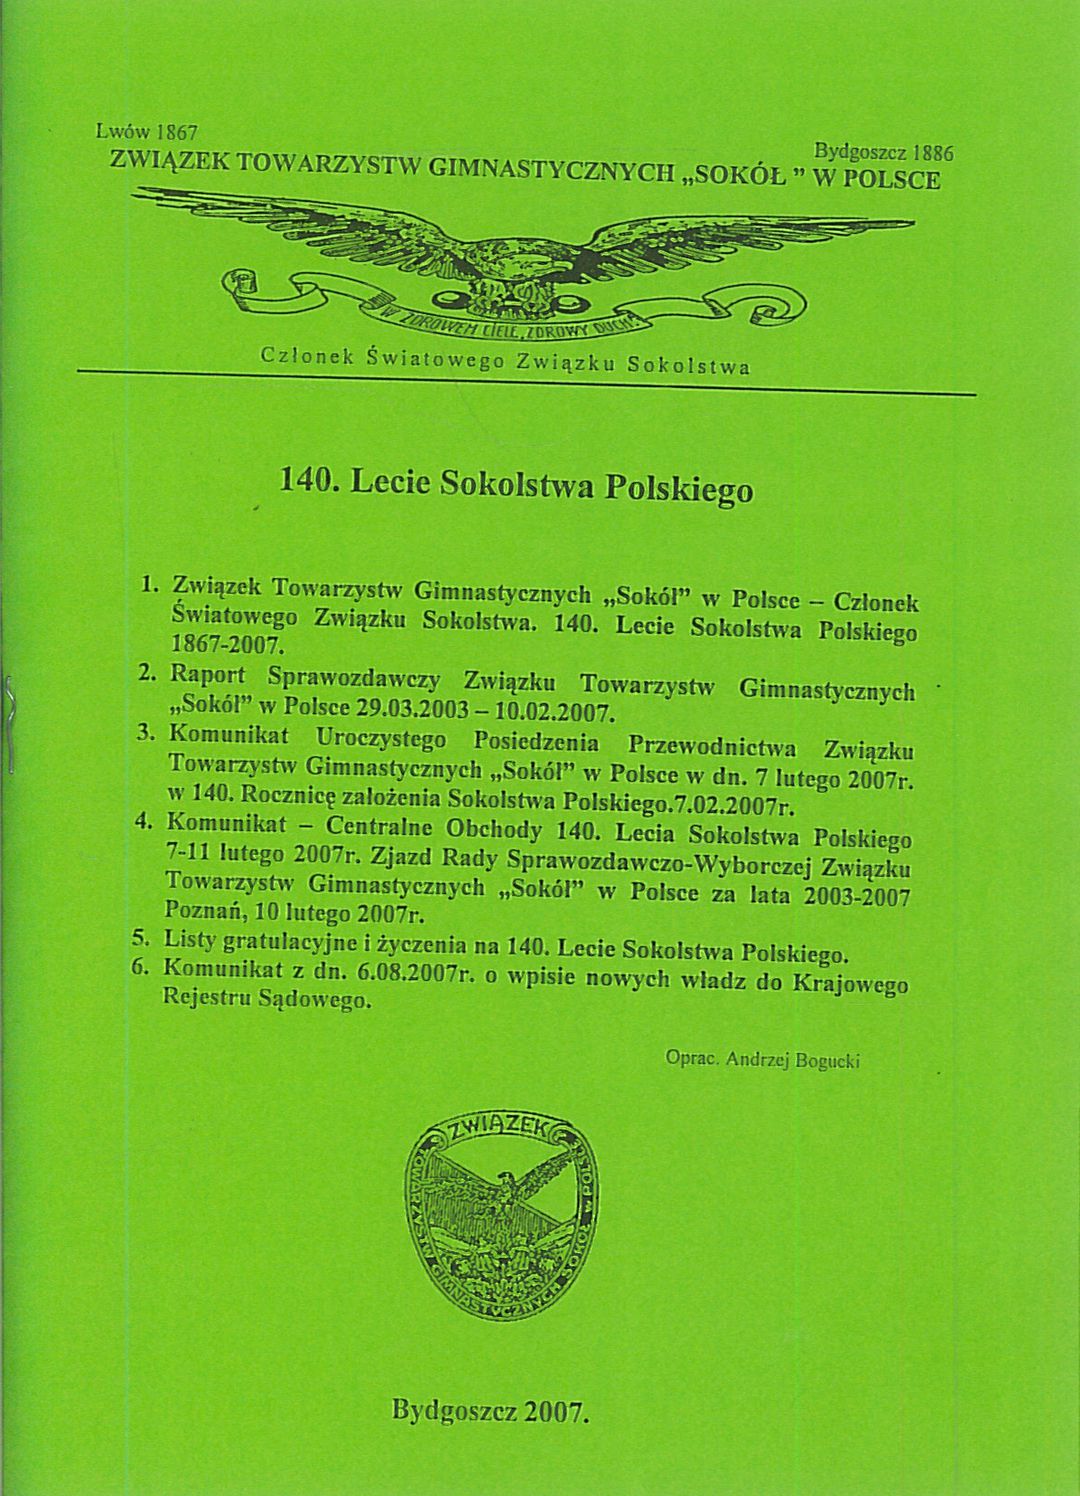 Lwów 1867
Bydgoszcz 1886
ZWIĄZEK TOWARZYSTW GIMNASTYCZNYCH „SOKÓŁ ” W POLSCE
W ZDROWEM CIELE, ZDROWY DUCH!
Członek Światowego Związku Sokolstwa
140. Lecie Sokolstwa Polskiego
1. Związek Towarzystw Gimnastycznych „Sokół” w Polsce – Członek
Światowego Związku Sokolstwa. 140. Lecie Sokolstwa Polskiego
1867-2007.
2. Raport Sprawozdawczy Związku Towarzystw Gimnastycznych
„Sokół” w Polsce 29.03.2003 – 10.02.2007.
3. Komunikat Uroczystego Posiedzenia Przewodnictwa Związku
Towarzystw Gimnastycznych „Sokół” w Polsce w dn. 7 lutego 2007r.
w 140. Rocznicę założenia Sokolstwa Polskiego.7.02.2007r.
4. Komunikat – Centralne Obchody 140. Lecia Sokolstwa Polskiego
7-11 lutego 2007r. Zjazd Rady Sprawozdawczo-Wyborczej Związku
Towarzystw Gimnastycznych „Sokół” w Polsce za lata 2003-2007
Poznań, 10 lutego 2007r.
5. Listy gratulacyjne i życzenia na 140. Lecie Sokolstwa Polskiego.
6. Komunikat z dn. 6.08.2007r. o wpisie nowych władz do Krajowego
Rejestru Sądowego.
Oprac. Andrzej Bogucki
ZWIĄZEK
TOWARZYSTW GIMNASTYCZNYCH SOKÓŁ W POLSCE
Bydgoszcz 2007.